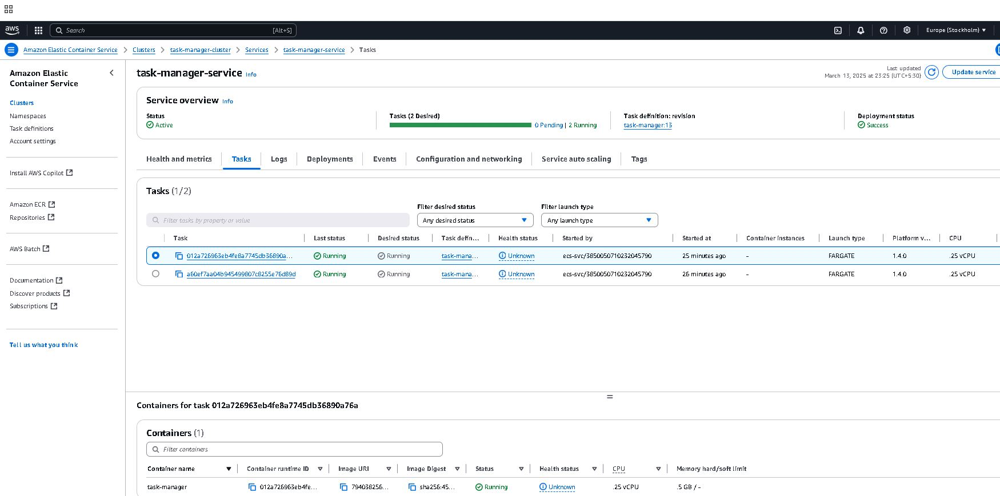 aws
Search [Alt+S]
Europe (Stockholm)
Amazon Elastic Container Service > Clusters > task-manager-cluster > Services > task-manager-service > Tasks
Amazon Elastic Container Service
Clusters
Namespaces
Task definitions
Account settings
Install AWS Copilot
Amazon ECR
Repositories
AWS Batch
Documentation
Discover products
Subscriptions
Tell us what you think
task-manager-service Info
Last updated
March 13, 2025 at 23:25 (UTC+5:30)
Update service
Service overview Info
Status
Active
Tasks (2 Desired)
0 Pending | 2 Running
Task definition: revision
task-manager:13
Deployment status
Success
Health and metrics Tasks Logs Deployments Events Configuration and networking Service auto scaling Tags
Tasks (1/2)
Filter desired status Filter launch type
Filter tasks by property or value Any desired status Any launch type
Task Last status Desired status Task defin... Health status Started by Started at Container instances Launch type Platform v... CPU
012a726963eb4fe8a7745db36890a... Running Running task-mana... Unknown ecs-svc/3850050710232045790 25 minutes ago - FARGATE 1.4.0 .25 vCPU
a60ef7aa04b945499807c8255e76d89d Running Running task-mana... Unknown ecs-svc/3850050710232045790 26 minutes ago - FARGATE 1.4.0 .25 vCPU
Containers for task 012a726963eb4fe8a7745db36890a76a
Containers (1)
Filter containers
Container name Container runtime ID Image URI Image Digest Status Health status CPU Memory hard/soft limit
task-manager 012a726963eb4fe... 794038256... sha256:45... Running Unknown .25 vCPU .5 GB / -